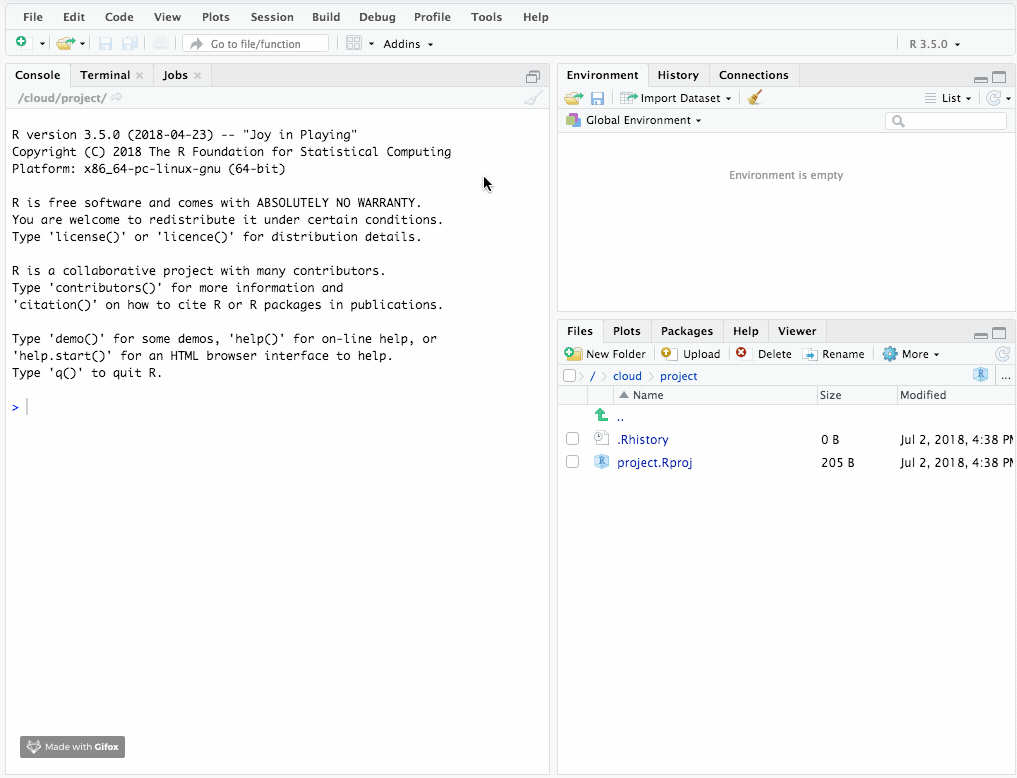 File Edit Code View Plots Session Build Debug Profile Tools Help
Go to file/function Addins R 3.5.0
Console Terminal Jobs
/cloud/project/
R version 3.5.0 (2018-04-23) -- "Joy in Playing"
Copyright (C) 2018 The R Foundation for Statistical Computing
Platform: x86_64-pc-linux-gnu (64-bit)
R is free software and comes with ABSOLUTELY NO WARRANTY.
You are welcome to redistribute it under certain conditions.
Type 'license()' or 'licence()' for distribution details.
R is a collaborative project with many contributors.
Type 'contributors()' for more information and
'citation()' on how to cite R or R packages in publications.
Type 'demo()' for some demos, 'help()' for on-line help, or
'help.start()' for an HTML browser interface to help.
Type 'q()' to quit R.
>
Made with Gifox
Environment History Connections
Import Dataset List
Global Environment
Environment is empty
Files Plots Packages Help Viewer
New Folder Upload Delete Rename More
/ cloud project R ...
Name Size Modified
..
.Rhistory 0 B Jul 2, 2018, 4:38 PM
project.Rproj 205 B Jul 2, 2018, 4:38 PM